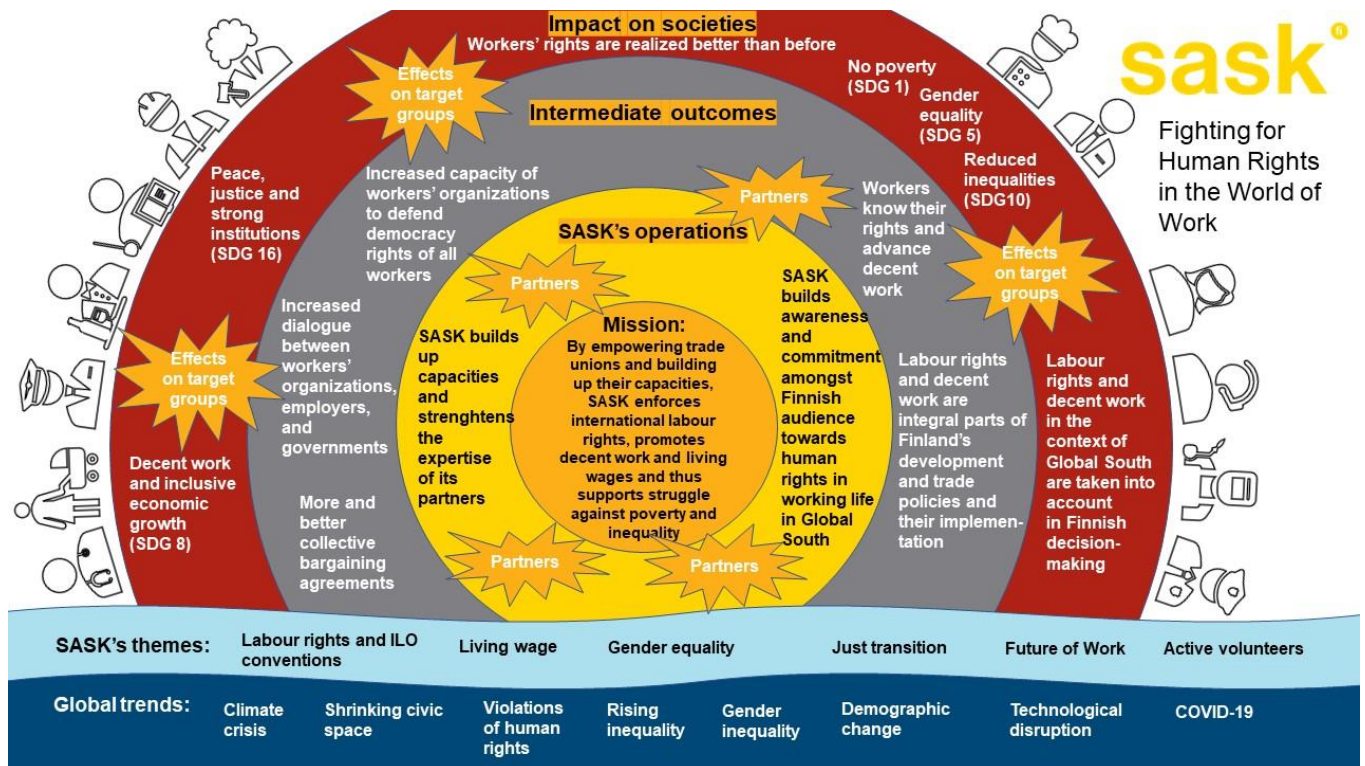 Impact on societies
Workers' rights are realized better than before
sask fi
Fighting for
Human Rights
in the World of
Work
Effects
on target
groups
No poverty
(SDG 1)
Gender
equality
(SDG 5)
Reduced
inequalities
(SDG10)
Effects
on target
groups
Peace,
justice and
strong
institutions
(SDG 16)
Effects
on target
groups
Decent work
and inclusive
economic
growth
(SDG 8)
Labour
rights and
decent work
in the
context of
Global South
are taken into
account
in Finnish
decision-
making
Intermediate outcomes
Increased capacity of
workers' organizations
to defend
democracy
rights of all
workers
Increased
dialogue
between
workers'
organizations,
employers,
and
governments
More and
better
collective
bargaining
agreements
Workers
know their
rights and
advance
decent
work
Labour rights
and decent
work are
integral parts of
Finland's
development
and trade
policies and
their implemen-
tation
Partners
SASK's operations
Partners
SASK builds
up
capacities
and
strenghtens
the
expertise
of its
partners
SASK
builds
awareness
and
commitment
amongst
Finnish
audience
towards
human
rights in
working life
in Global
South
Mission:
By empowering trade
unions and building
up their capacities,
SASK enforces
international labour
rights, promotes
decent work and living
wages and thus
supports struggle
against poverty and
inequality
Partners
Partners
SASK's themes:
Labour rights and ILO
conventions
Living wage
Gender equality
Just transition
Future of Work
Active volunteers
Global trends:
Climate
crisis
Shrinking civic
space
Violations
of human
rights
Rising
inequality
Gender
inequality
Demographic
change
Technological
disruption
COVID-19